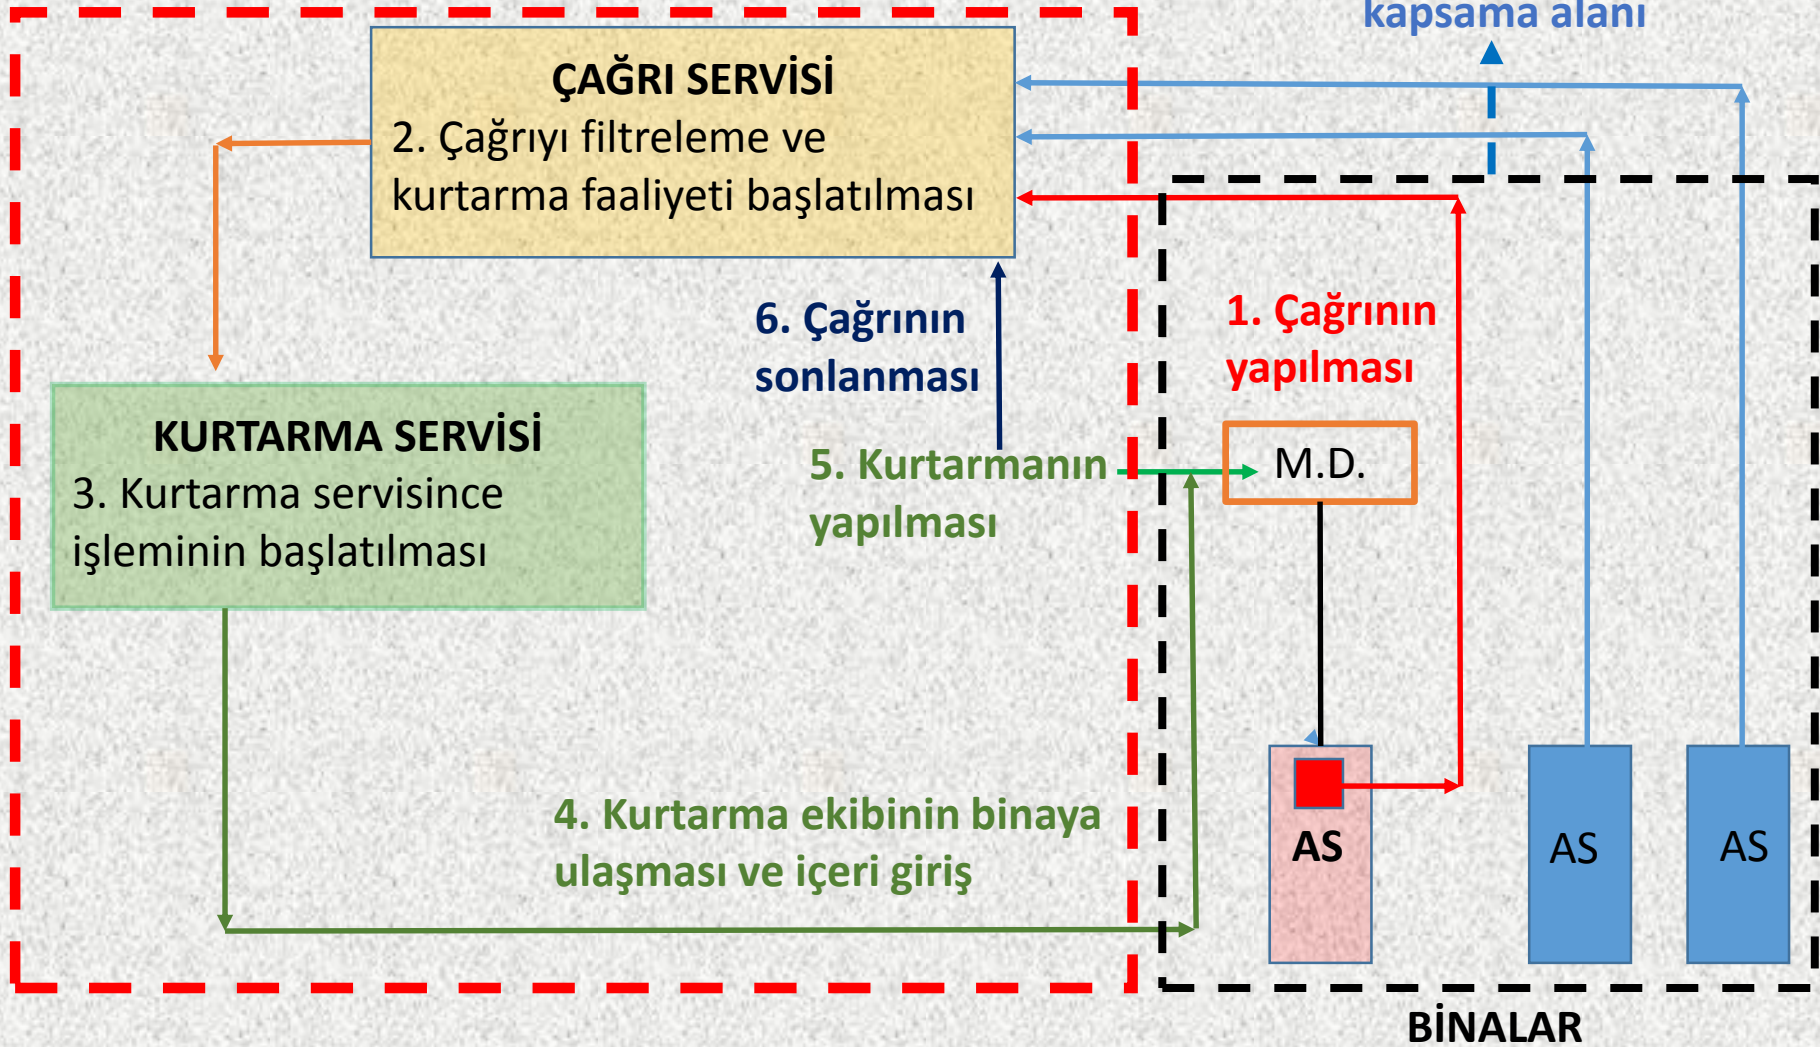 kapsama alanı
ÇAĞRI SERVİSİ
2. Çağrıyı filtreleme ve
kurtarma faaliyeti başlatılması
6. Çağrının
sonlanması
1. Çağrının
yapılması
KURTARMA SERVİSİ
3. Kurtarma servisince
işleminin başlatılması
5. Kurtarmanın
yapılması
M.D.
4. Kurtarma ekibinin binaya
ulaşması ve içeri giriş
AS
AS
AS
BİNALAR